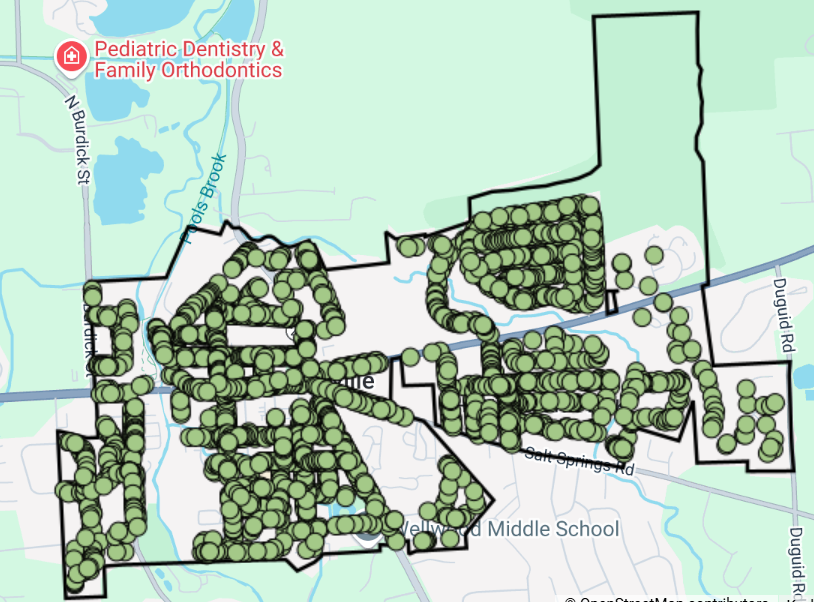 Pediatric Dentistry &
Family Orthodontics
N Burdick St
Pools Brook
Duguid Rd
ville
Salt Springs Rd
Wellwood Middle School
Duguid Rd
© OpenStreetMap contributors